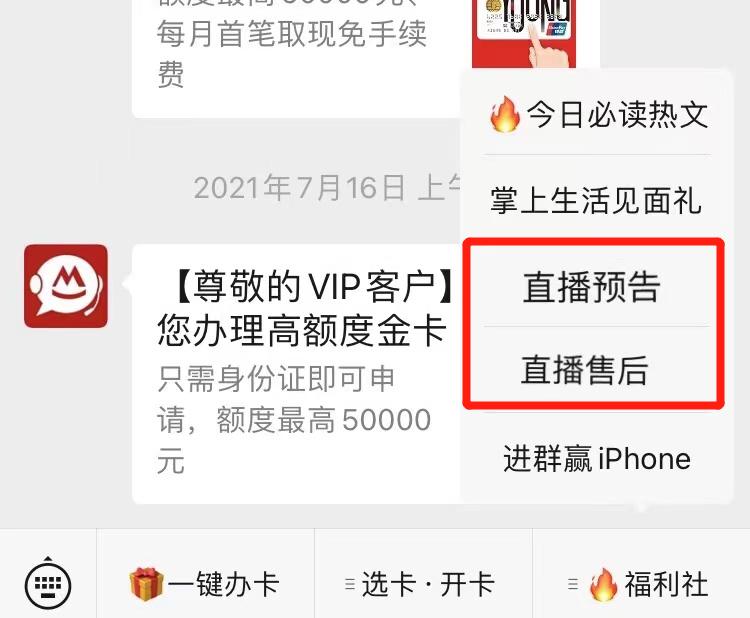 每月首笔取现免手续
费
🔥今日必读热文
掌上生活见面礼
直播预告
直播售后
进群赢iPhone
2021年7月16日 上午
【尊敬的VIP客户】
您办理高额度金卡
只需身份证即可申
请，额度最高50000
元
一键办卡
选卡·开卡
🔥福利社